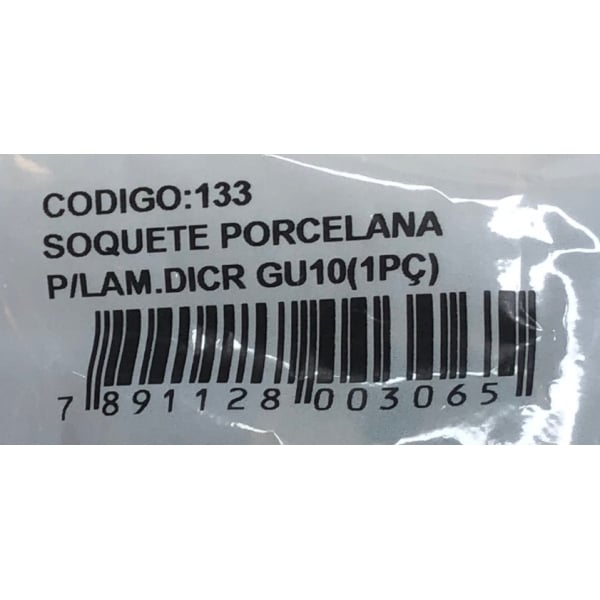 CODIGO:133
SOQUETE PORCELANA
P/LAM.DICR GU10(1PÇ)
7 891128 003065